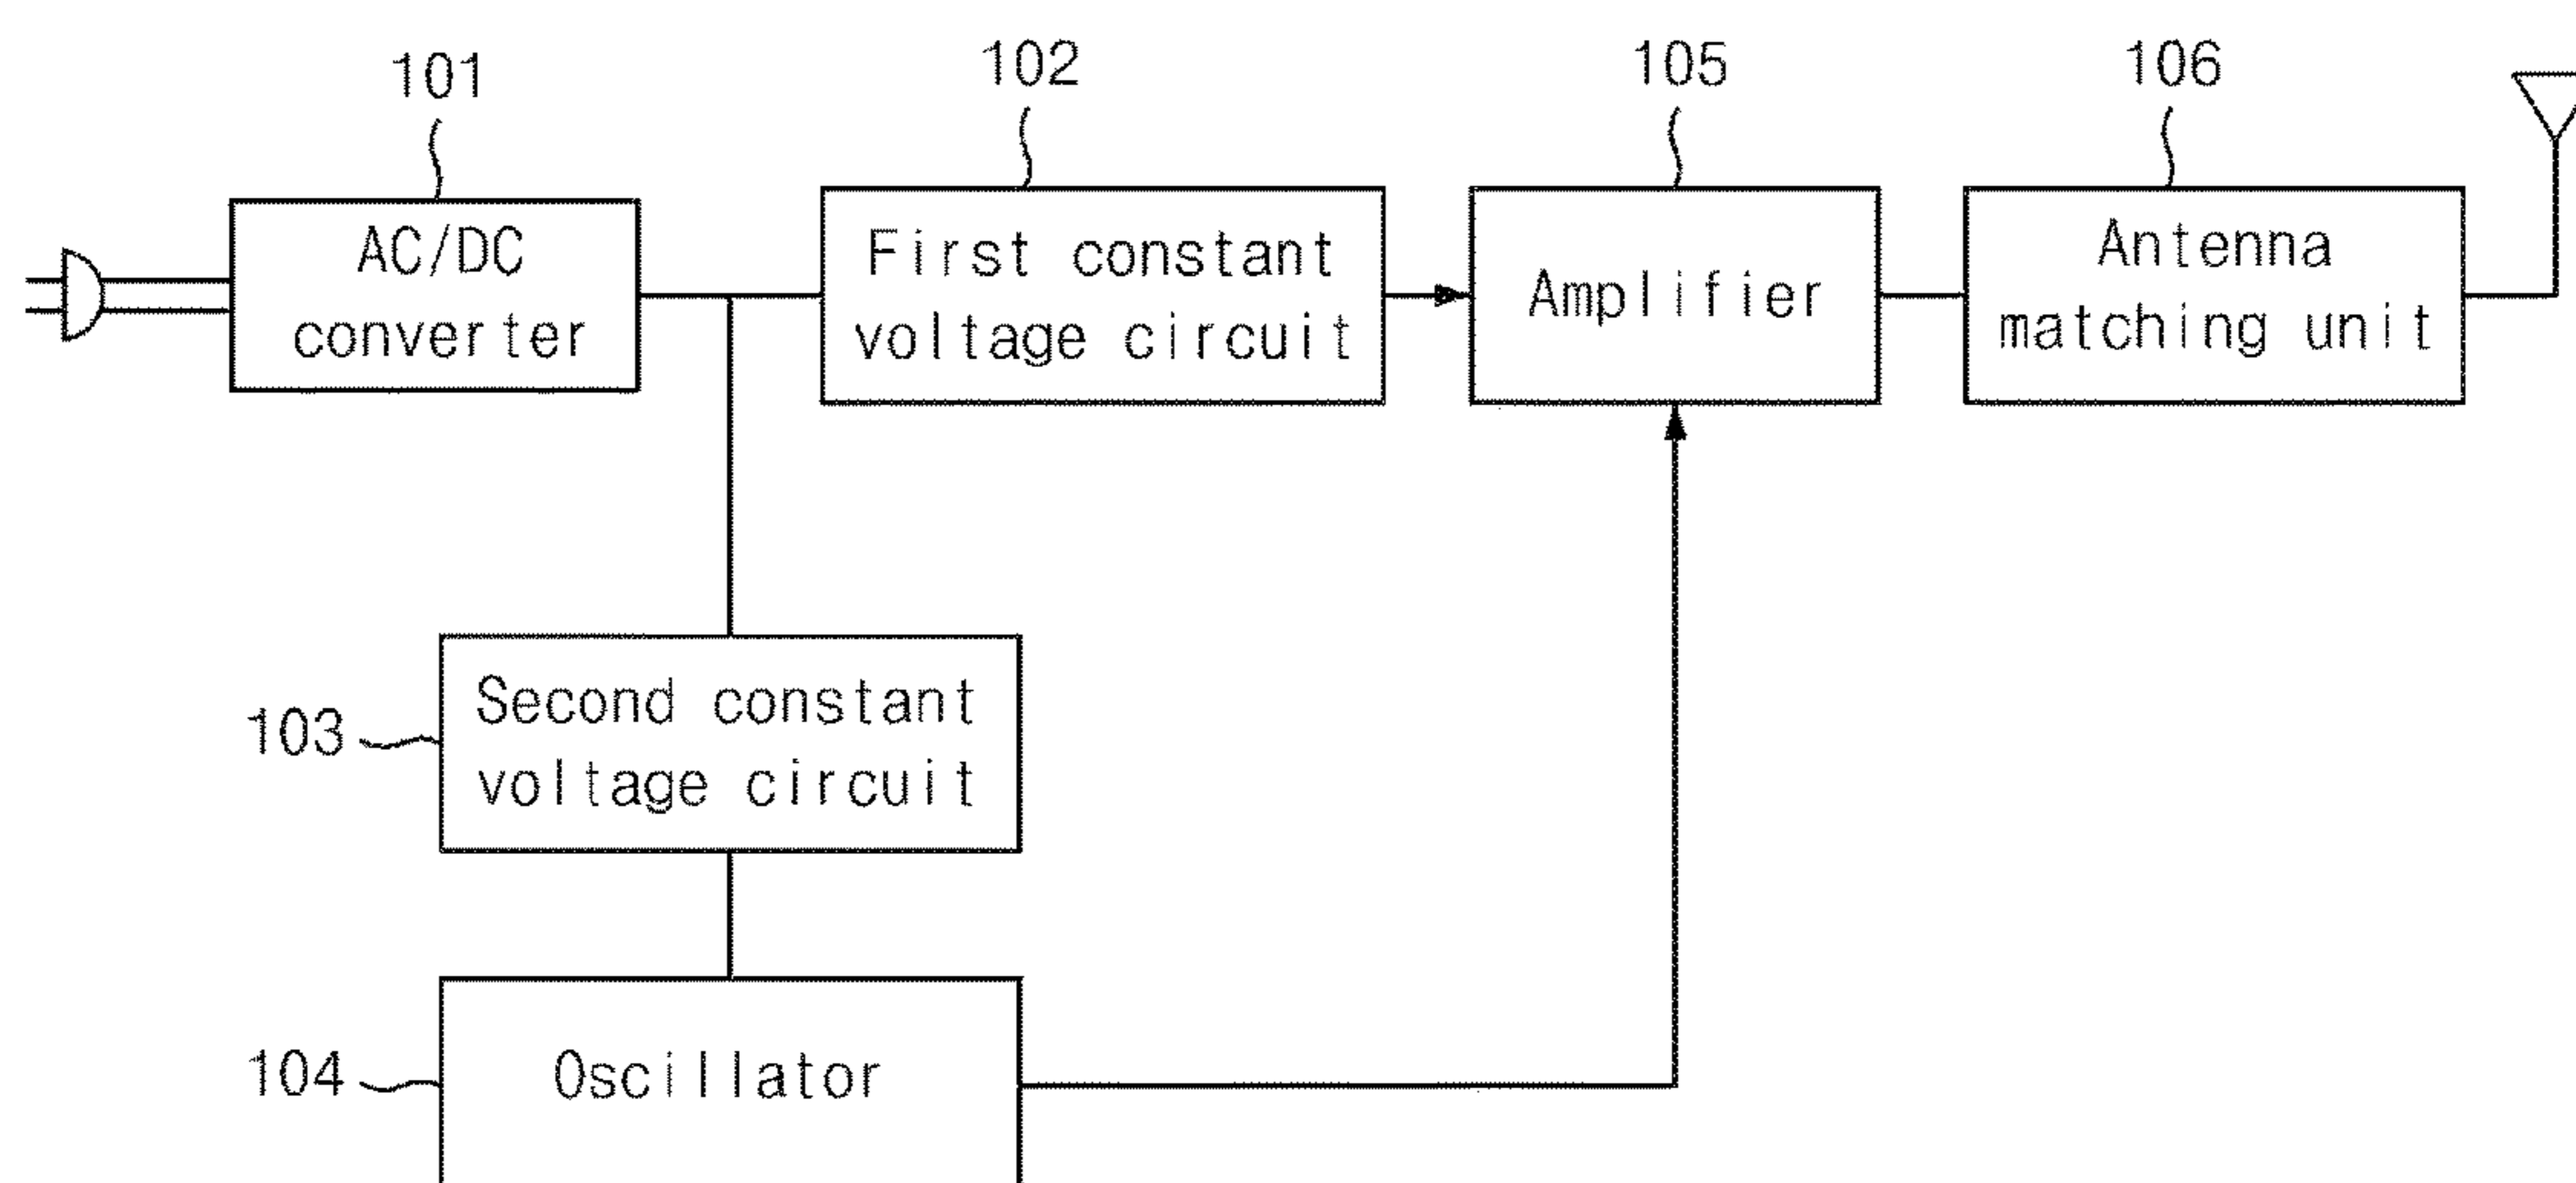 101
102
105
106
AC/DC
converter
First constant
voltage circuit
Amplifier
Antenna
matching unit
103
Second constant
voltage circuit
104
Oscillator